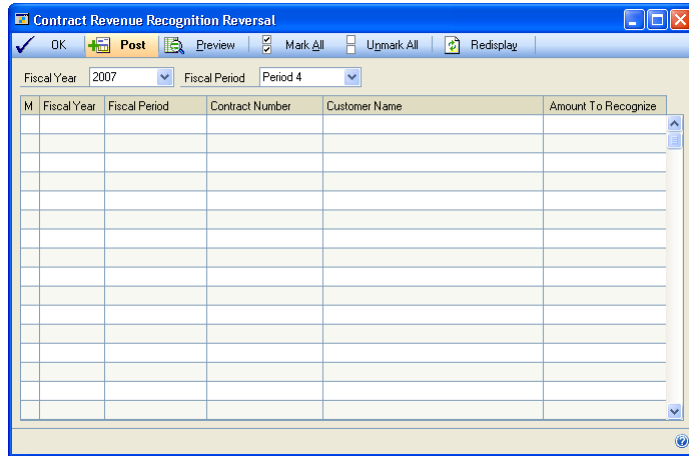 Contract Revenue Recognition Reversal
OK Post Preview Mark All Unmark All Redisplay
Fiscal Year 2007 Fiscal Period Period 4
M Fiscal Year Fiscal Period Contract Number Customer Name Amount To Recognize